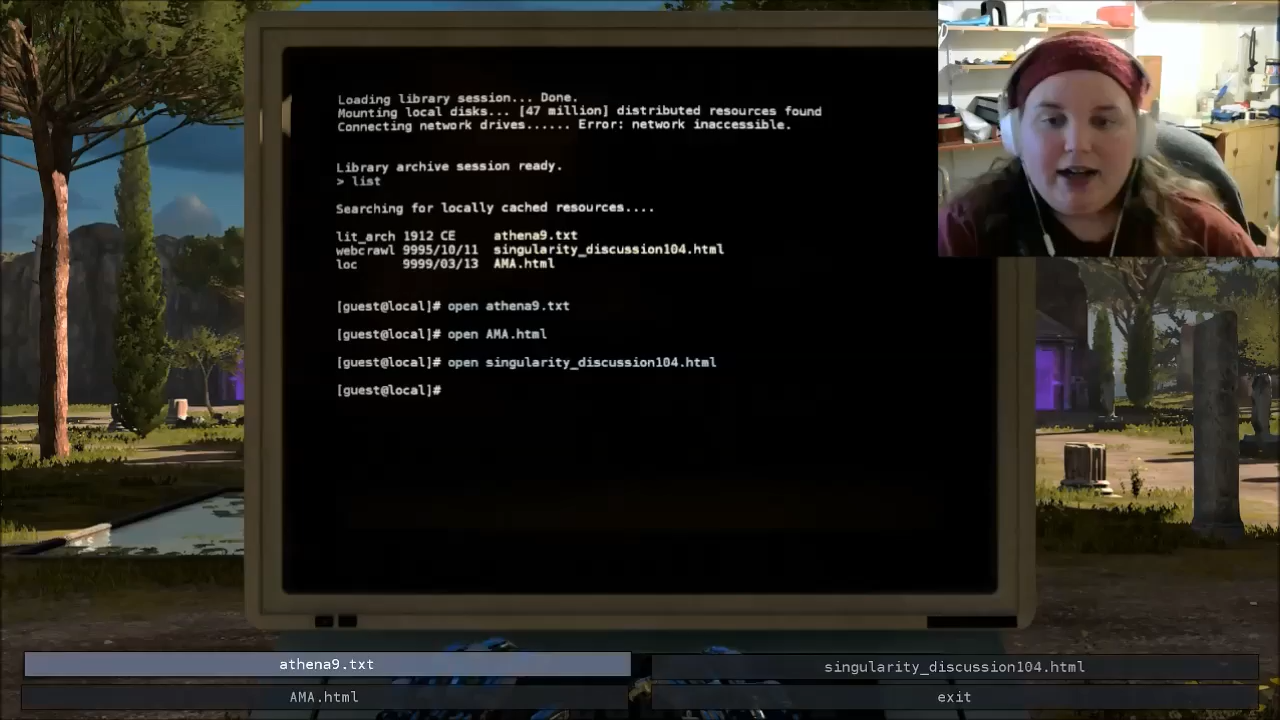 Loading library session... Done.
Mounting local disks... [47 million] distributed resources found
Connecting network drives...... Error: network inaccessible.
Library archive session ready.
> list
Searching for locally cached resources....
lit_arch 1912 CE athena9.txt
webcrawl 9995/10/11 singularity_discussion104.html
loc 9999/03/13 AMA.html
[guest@local]# open athena9.txt
[guest@local]# open AMA.html
[guest@local]# open singularity_discussion104.html
[guest@local]#
athena9.txt
singularity_discussion104.html
AMA.html
exit